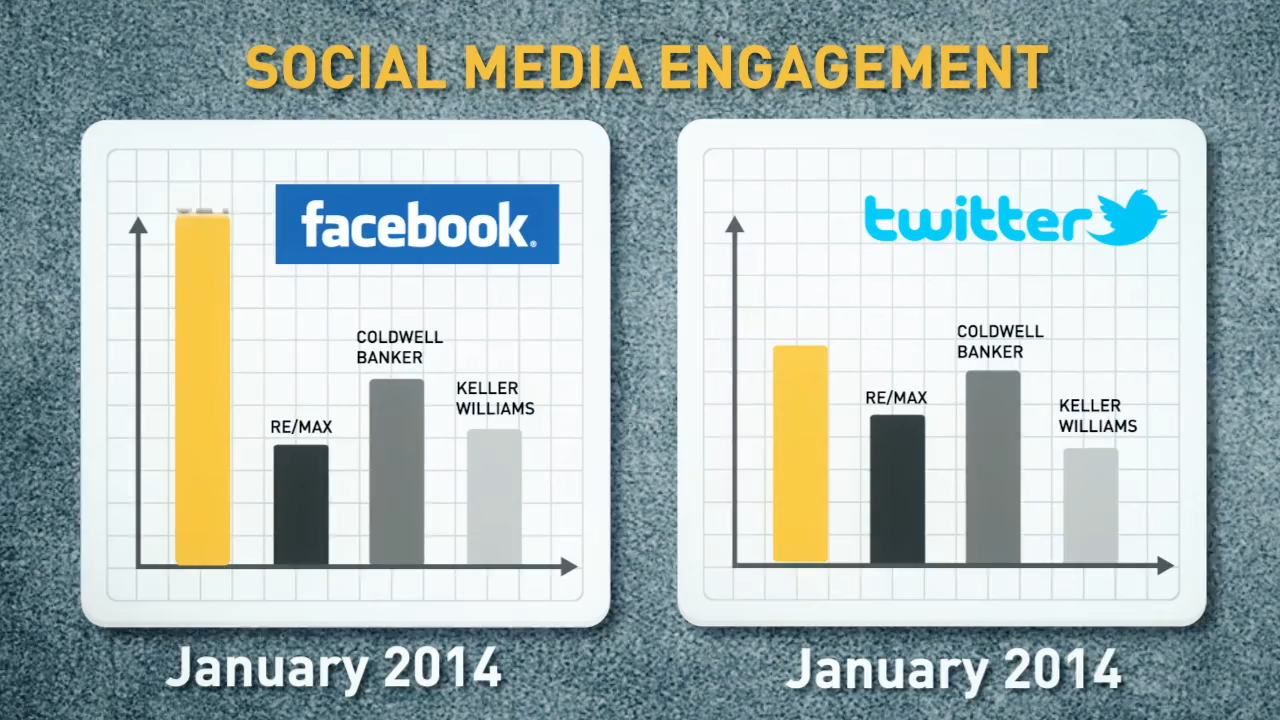 SOCIAL MEDIA ENGAGEMENT
facebook®
COLDWELL
BANKER
KELLER
WILLIAMS
RE/MAX
January 2014
twitter
COLDWELL
BANKER
RE/MAX
KELLER
WILLIAMS
January 2014